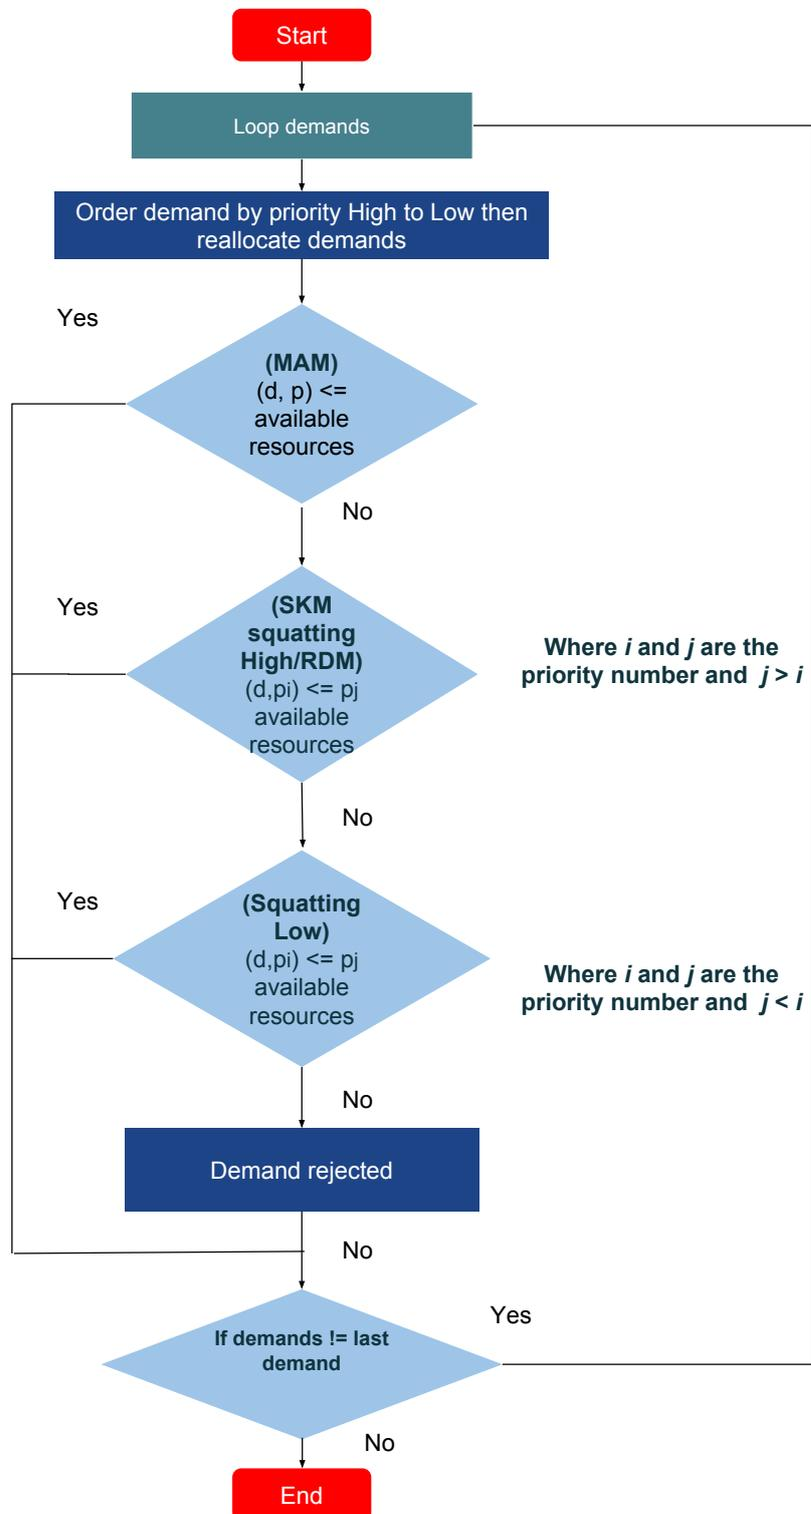 Start
Loop demands
Order demand by priority High to Low then
reallocate demands
Yes
(MAM)
(d, p) <=
available
resources
No
Yes
(SKM
squatting
High/RDM)
(d,pi) <= pj
available
resources
Where i and j are the
priority number and j > i
No
Yes
(Squatting
Low)
(d,pi) <= pj
available
resources
Where i and j are the
priority number and j < i
No
Demand rejected
No
Yes
If demands != last
demand
No
End